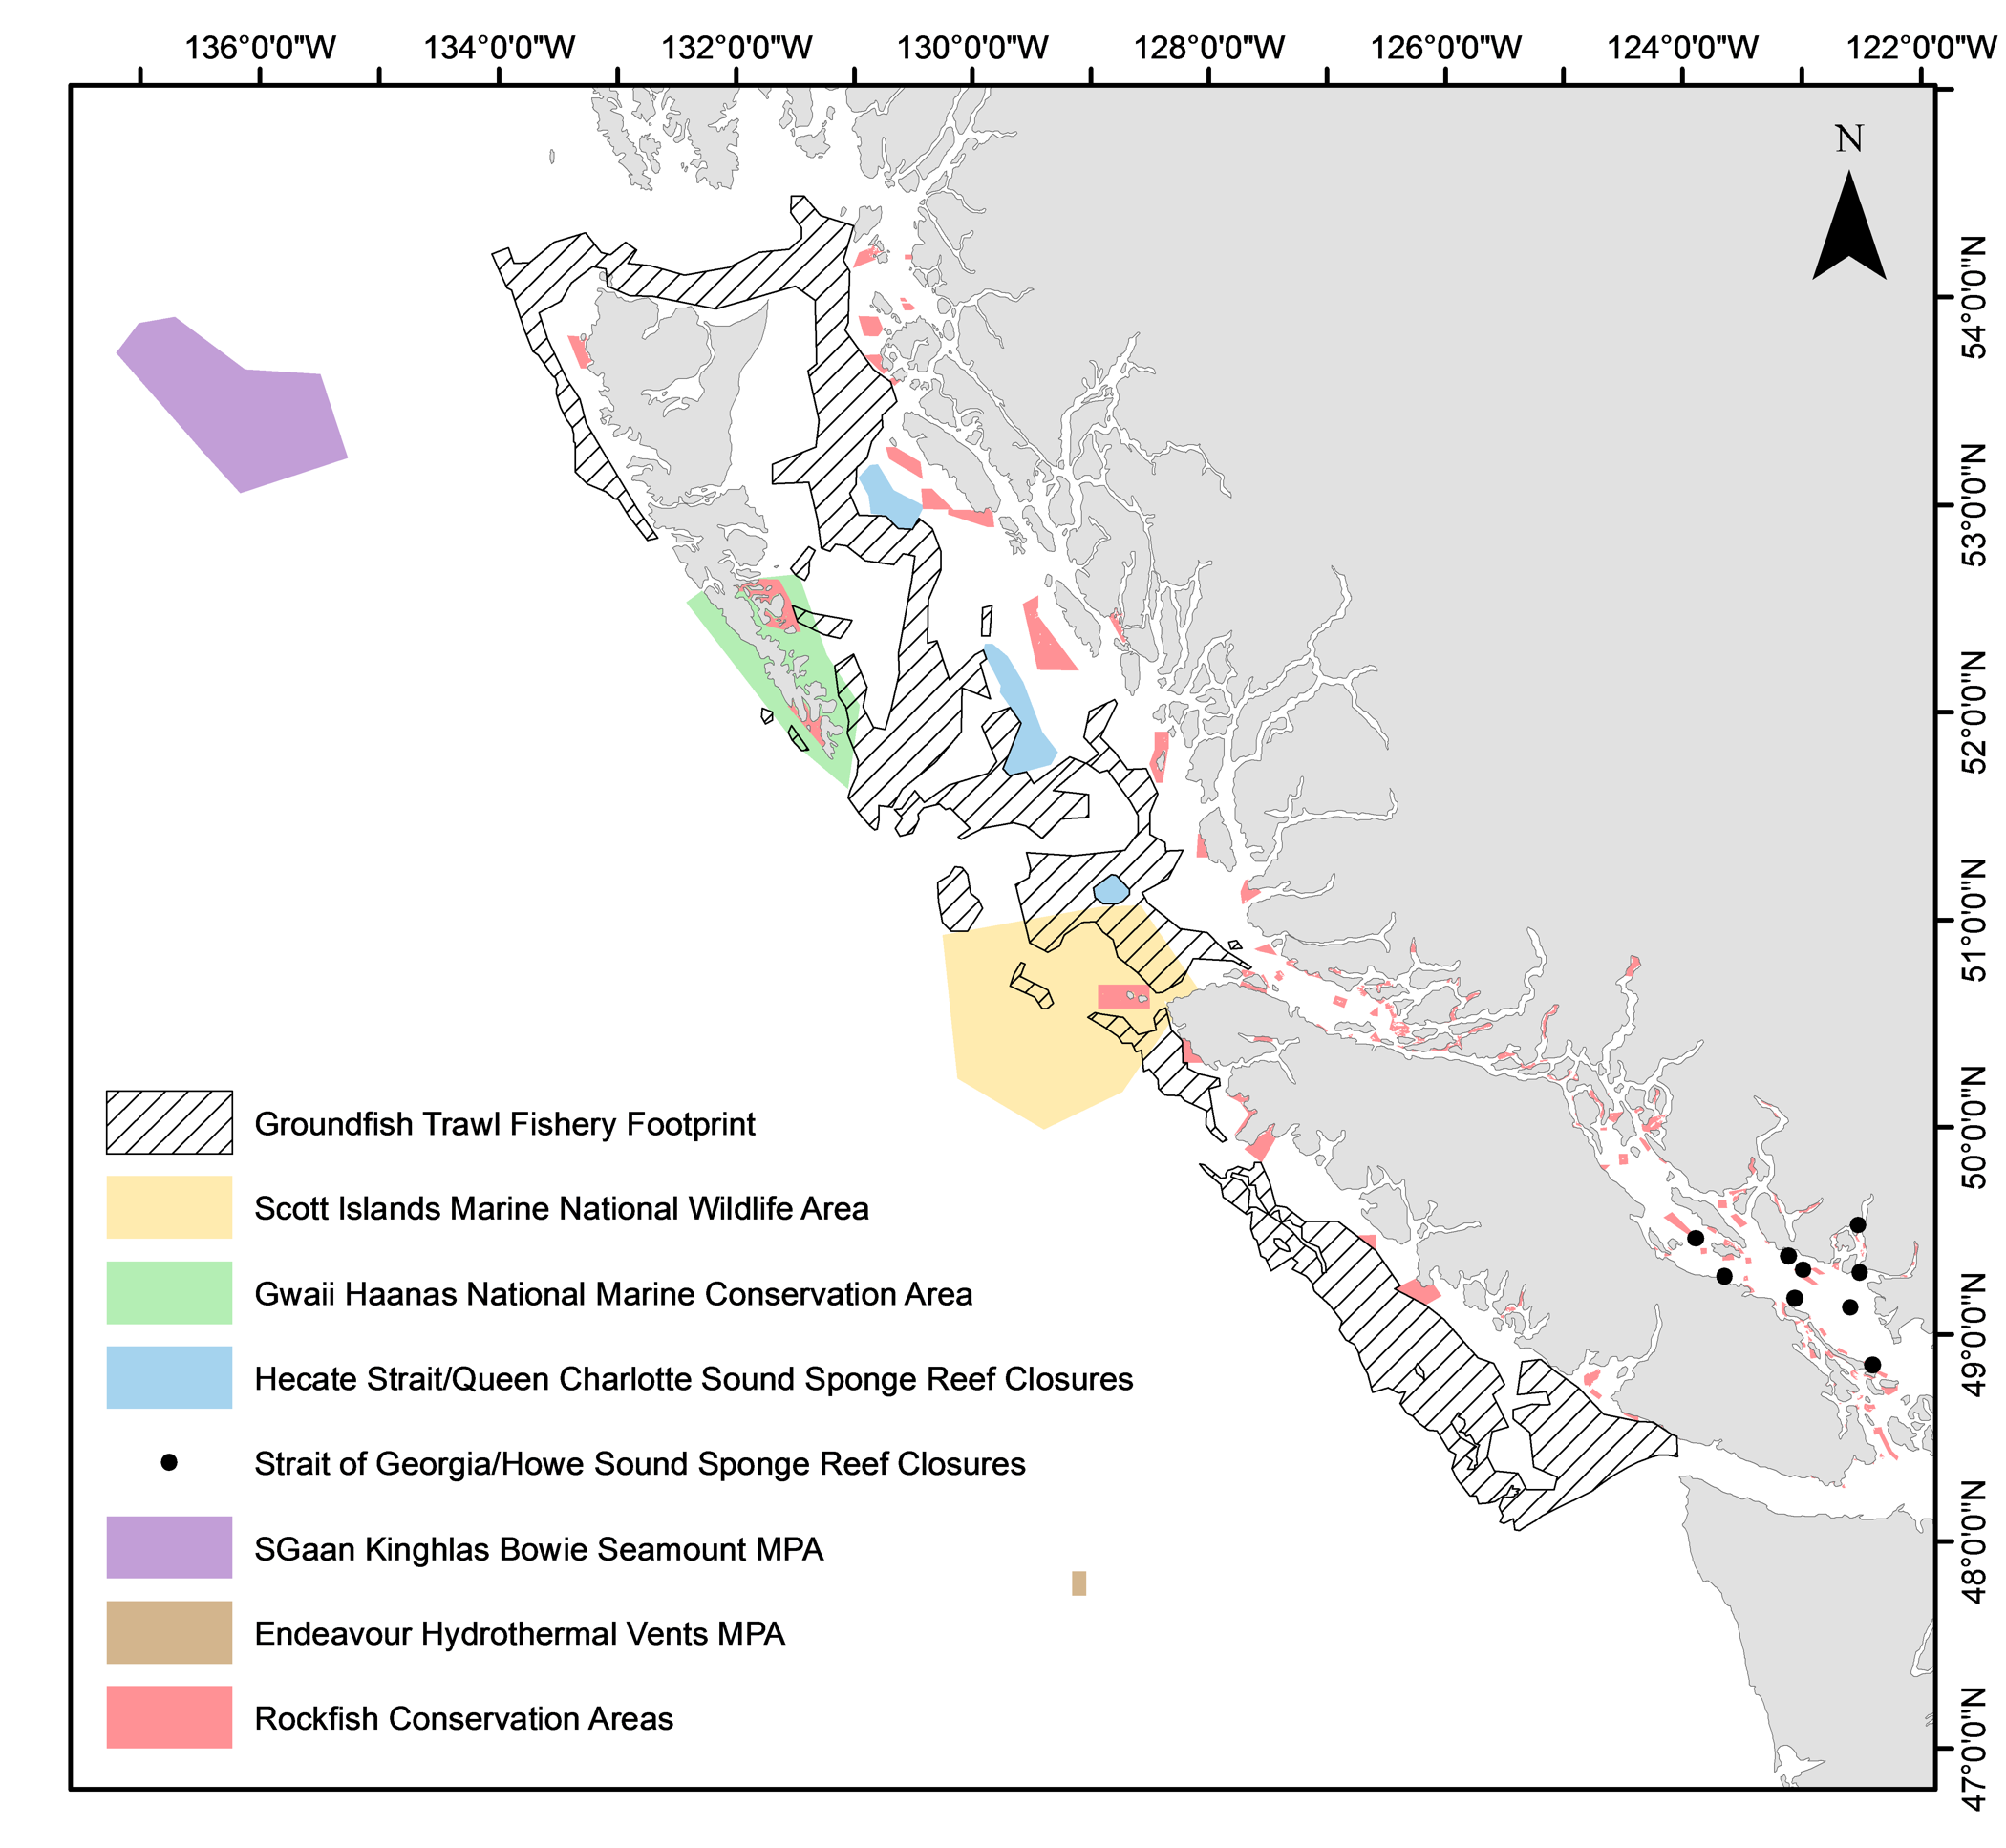 136°0'0"W 134°0'0"W 132°0'0"W 130°0'0"W 128°0'0"W 126°0'0"W 124°0'0"W 122°0'0"W
N
54°0'0"N
53°0'0"N
52°0'0"N
51°0'0"N
50°0'0"N
49°0'0"N
48°0'0"N
47°0'0"N
Groundfish Trawl Fishery Footprint
Scott Islands Marine National Wildlife Area
Gwaii Haanas National Marine Conservation Area
Hecate Strait/Queen Charlotte Sound Sponge Reef Closures
Strait of Georgia/Howe Sound Sponge Reef Closures
SGaan Kinghlas Bowie Seamount MPA
Endeavour Hydrothermal Vents MPA
Rockfish Conservation Areas